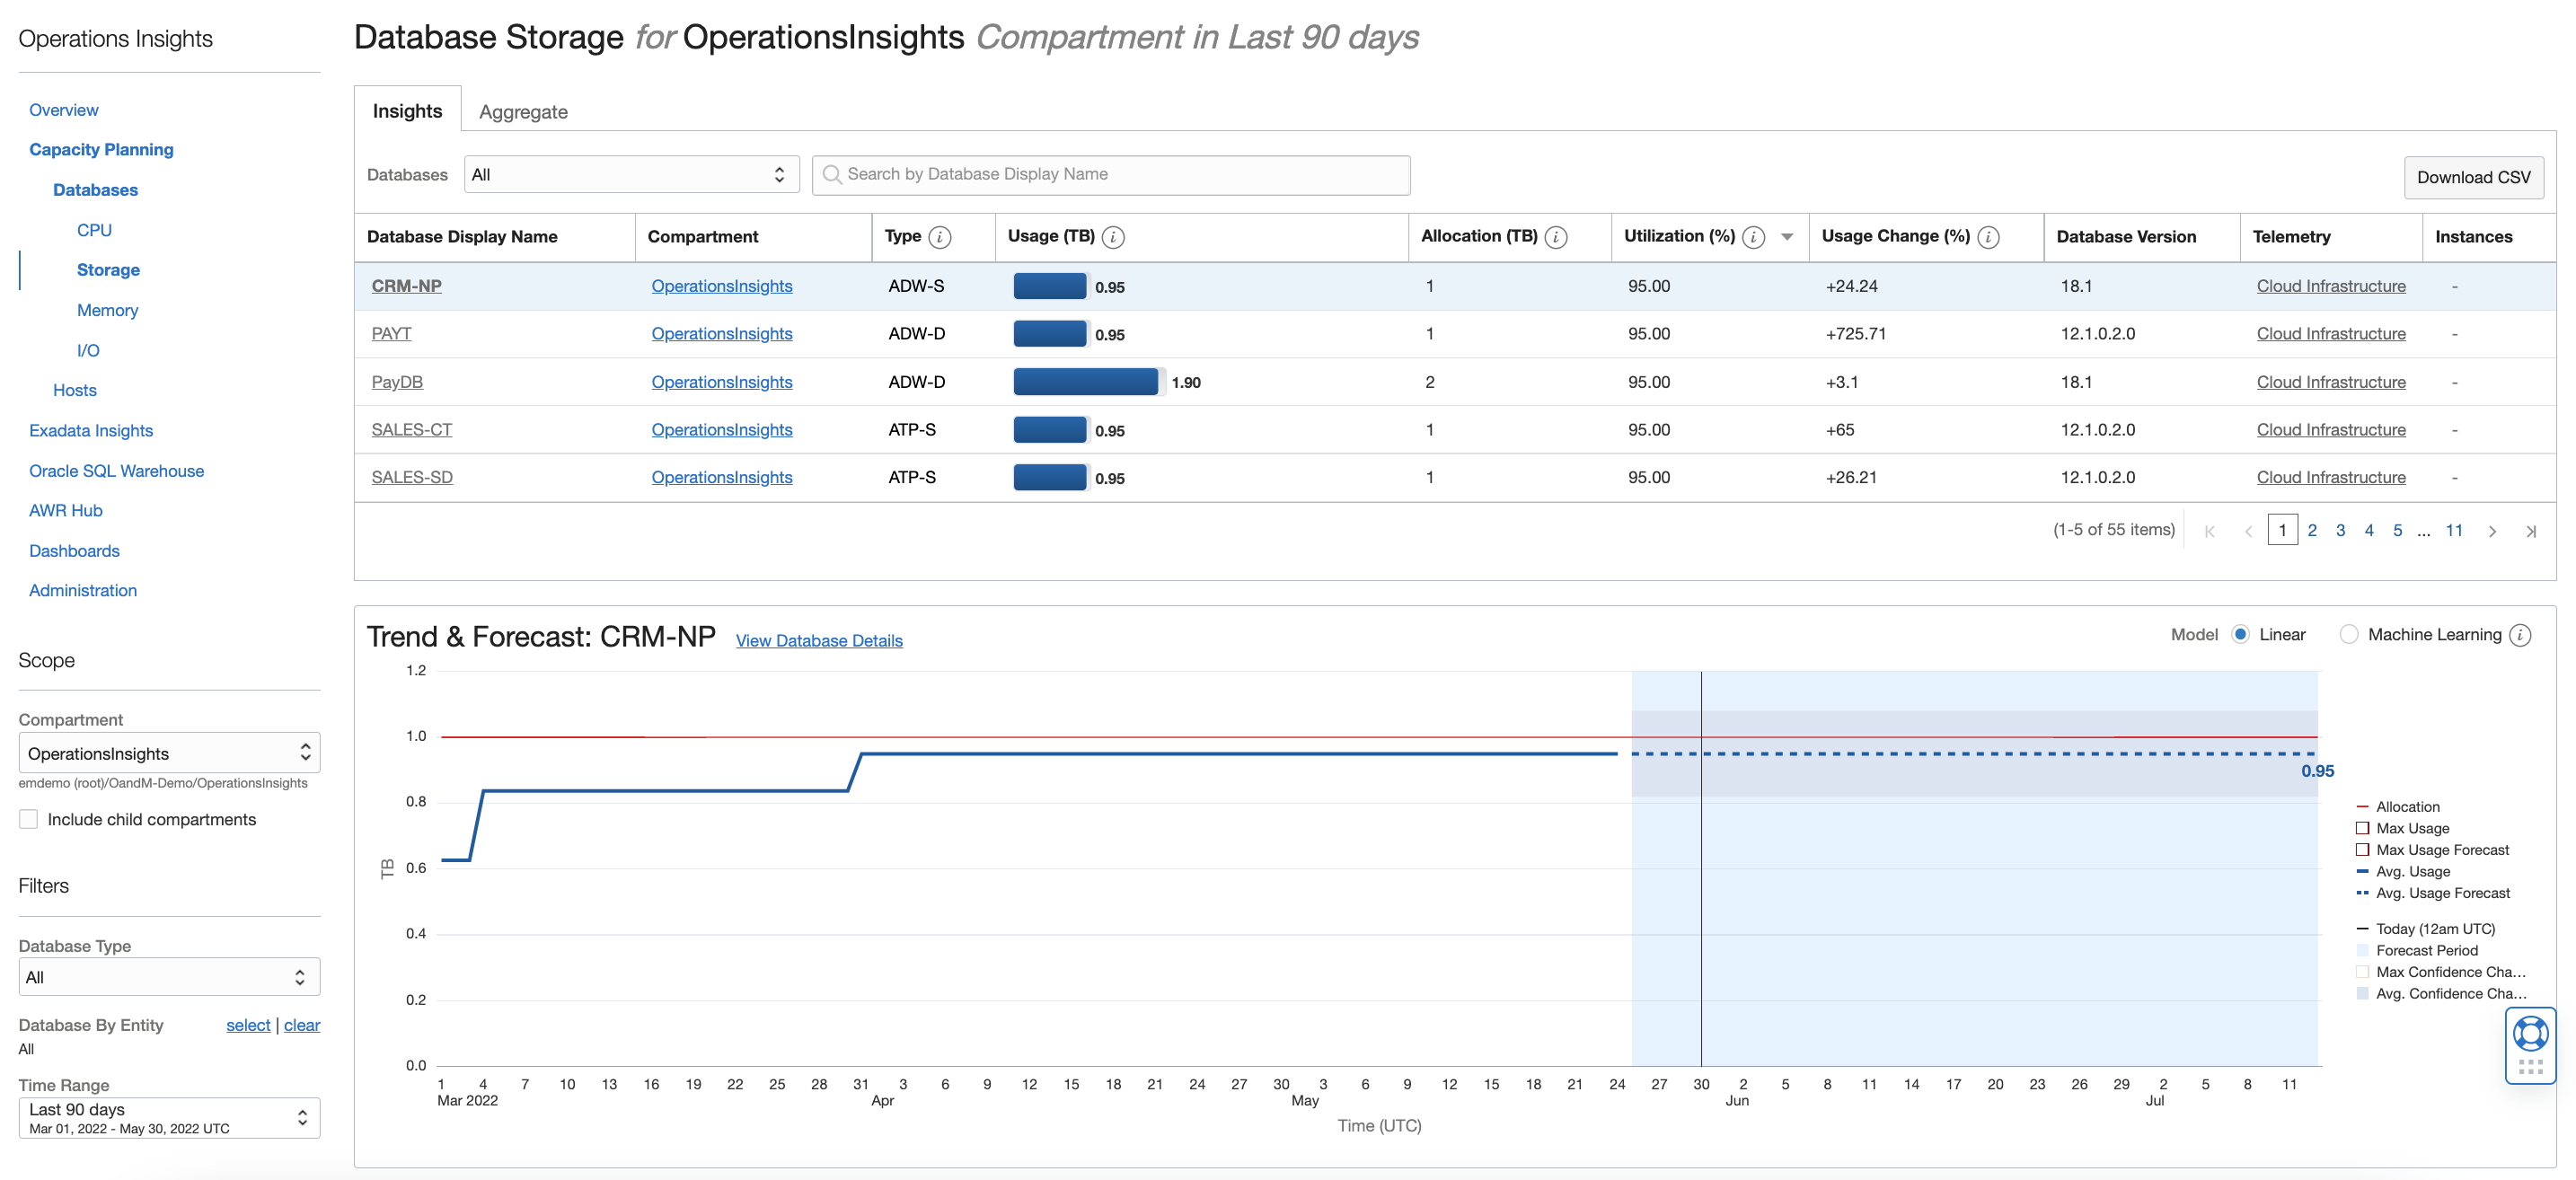 Operations Insights
Overview
Capacity Planning
Databases
CPU
Storage
Memory
I/O
Hosts
Exadata Insights
Oracle SQL Warehouse
AWR Hub
Dashboards
Administration
Scope
Compartment
OperationsInsights
emdemo (root)/OandM-Demo/OperationsInsights
Include child compartments
Filters
Database Type
All
Database By Entity select | clear
All
Time Range
Last 90 days
Mar 01, 2022 - May 30, 2022 UTC
Database Storage for OperationsInsights Compartment in Last 90 days
Insights Aggregate
Databases All Search by Database Display Name Download CSV
Database Display Name Compartment Type i Usage (TB) i Allocation (TB) i Utilization (%) i Usage Change (%) i Database Version Telemetry Instances
CRM-NP OperationsInsights ADW-S 0.95 1 95.00 +24.24 18.1 Cloud Infrastructure -
PAYT OperationsInsights ADW-D 0.95 1 95.00 +725.71 12.1.0.2.0 Cloud Infrastructure -
PayDB OperationsInsights ADW-D 1.90 2 95.00 +3.1 18.1 Cloud Infrastructure -
SALES-CT OperationsInsights ATP-S 0.95 1 95.00 +65 12.1.0.2.0 Cloud Infrastructure -
SALES-SD OperationsInsights ATP-S 0.95 1 95.00 +26.21 12.1.0.2.0 Cloud Infrastructure -
(1-5 of 55 items) 1 2 3 4 5 ... 11
Trend & Forecast: CRM-NP View Database Details Model Linear Machine Learning i
1.2
1.0
0.8
0.6
0.4
0.2
0.0
TB
0.95
1 4 7 10 13 16 19 22 25 28 31 3 6 9 12 15 18 21 24 27 30 3 6 9 12 15 18 21 24 27 30 2 5 8 11 14 17 20 23 26 29 2 5 8 11
Mar 2022 Apr May Jun Jul
Time (UTC)
Allocation
Max Usage
Max Usage Forecast
Avg. Usage
Avg. Usage Forecast
Today (12am UTC)
Forecast Period
Max Confidence Cha...
Avg. Confidence Cha...